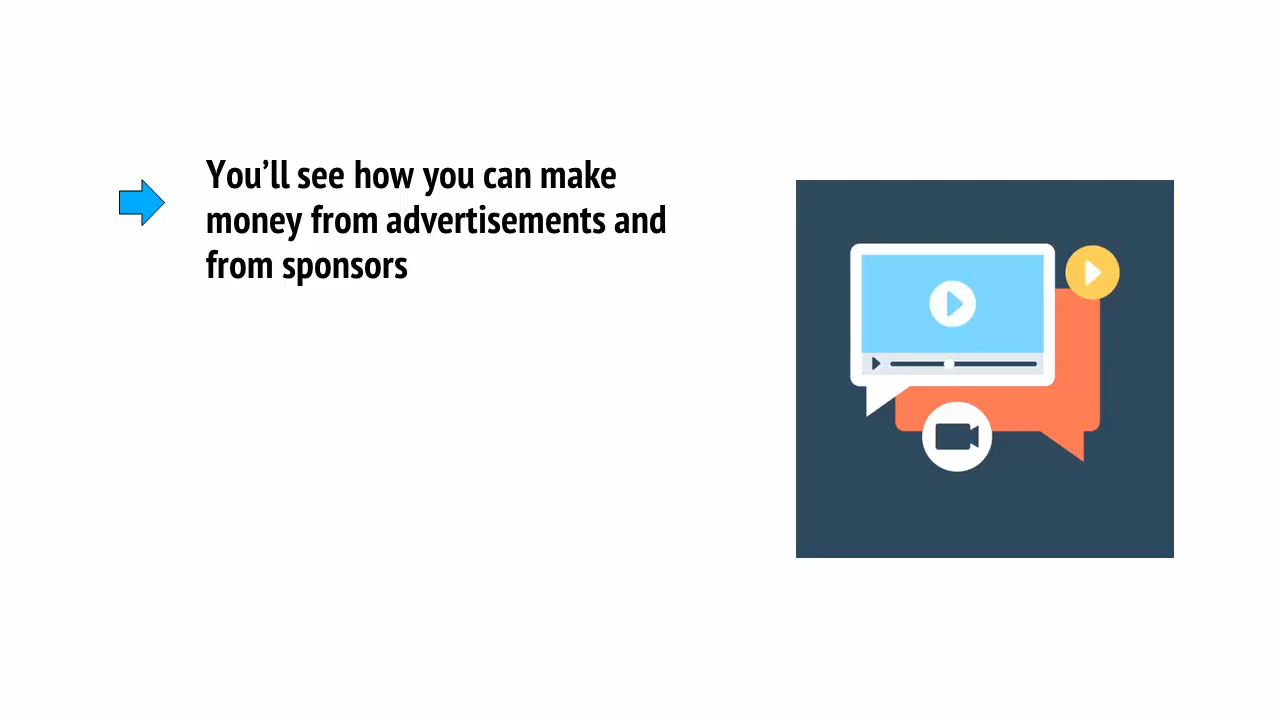 You’ll see how you can make
money from advertisements and
from sponsors